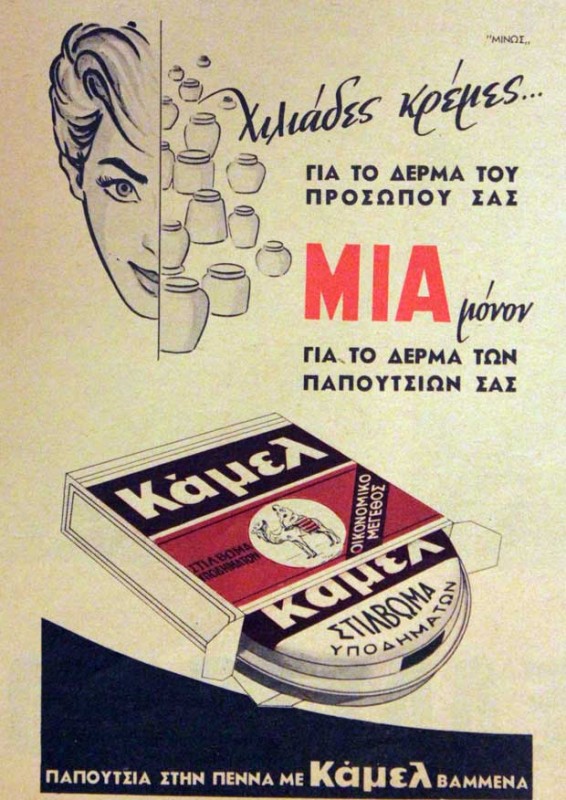 "ΜΙΝΩΣ„
Χιλιάδες κρέμες...
ΓΙΑ ΤΟ ΔΕΡΜΑ ΤΟΥ
ΠΡΟΣΩΠΟΥ ΣΑΣ
ΜΙΑ μόνον
ΓΙΑ ΤΟ ΔΕΡΜΑ ΤΩΝ
ΠΑΠΟΥΤΣΙΩΝ ΣΑΣ
Κάμελ
ΣΤΙΛΒΩΜΑ
ΥΠΟΔΗΜΑΤΩΝ
ΟΙΚΟΝΟΜΙΚΟ
ΜΕΓΕΘΟΣ
Κάμελ
ΣΤΙΛΒΩΜΑ
ΥΠΟΔΗΜΑΤΩΝ
ΠΑΠΟΥΤΣΙΑ ΣΤΗΝ ΠΕΝΝΑ ΜΕ Κάμελ ΒΑΜΜΕΝΑ